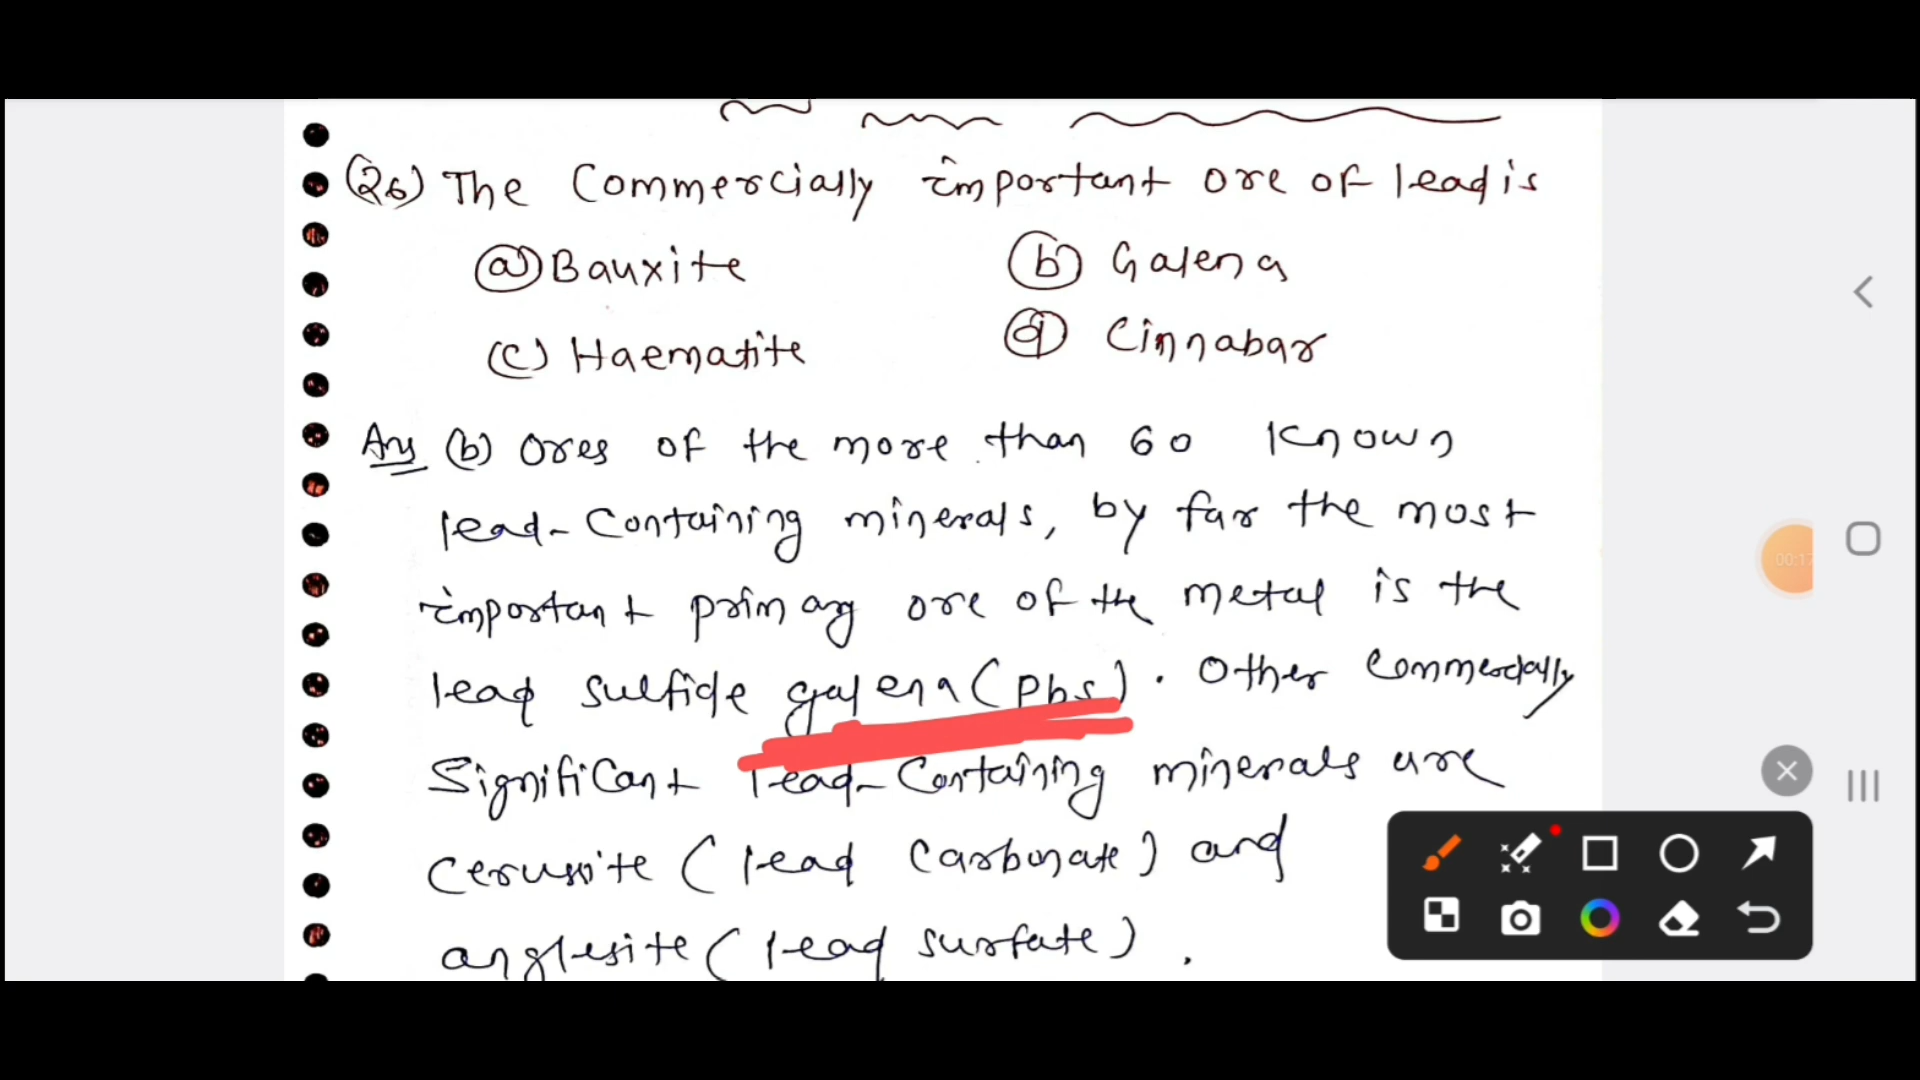 (26) The Commercially important ore of lead is
(a) Bauxite (b) Galena
(c) Haematite (d) Cinnabar
Ans (b) Ores of the more than 60 known
lead-Containing minerals, by far the most
important primary ore of the metal is the
lead sulfide galena (Pbs). Other Commercially
Significant lead-Containing minerals are
cerussite (lead Carbonate) and
anglesite (lead surfate).
00:17